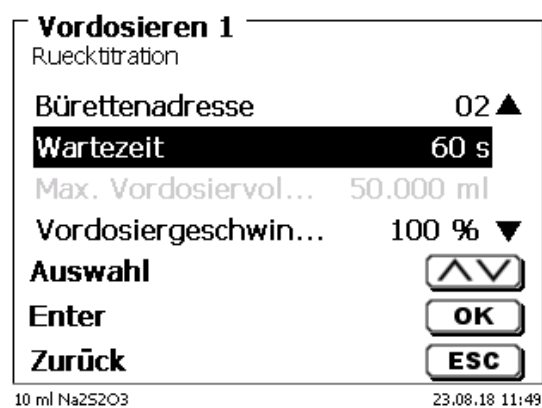 Vordosieren 1
Ruecktitration
Bürettenadresse 02
Wartezeit 60 s
Max. Vordosiervol... 50.000 ml
Vordosiergeschwin... 100 %
Auswahl
Enter OK
Zurück ESC
10 ml Na2S2O3 23.08.18 11:49